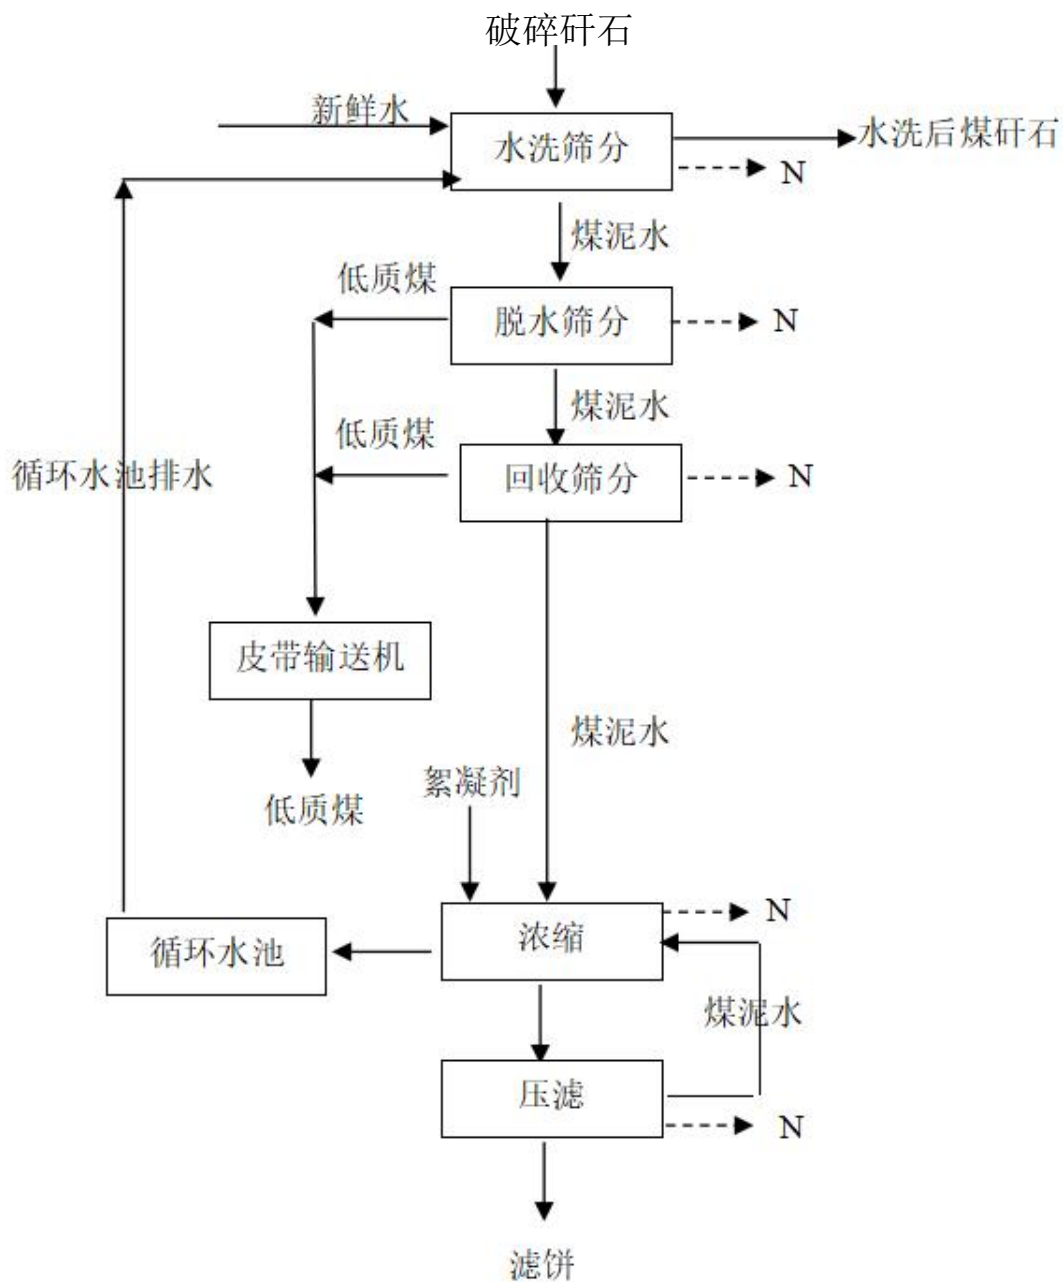 破碎矸石
新鲜水
水洗筛分
水洗后煤矸石
N
煤泥水
低质煤
脱水筛分
N
煤泥水
低质煤
循环水池排水
回收筛分
N
皮带输送机
煤泥水
絮凝剂
低质煤
N
浓缩
循环水池
煤泥水
压滤
N
滤饼